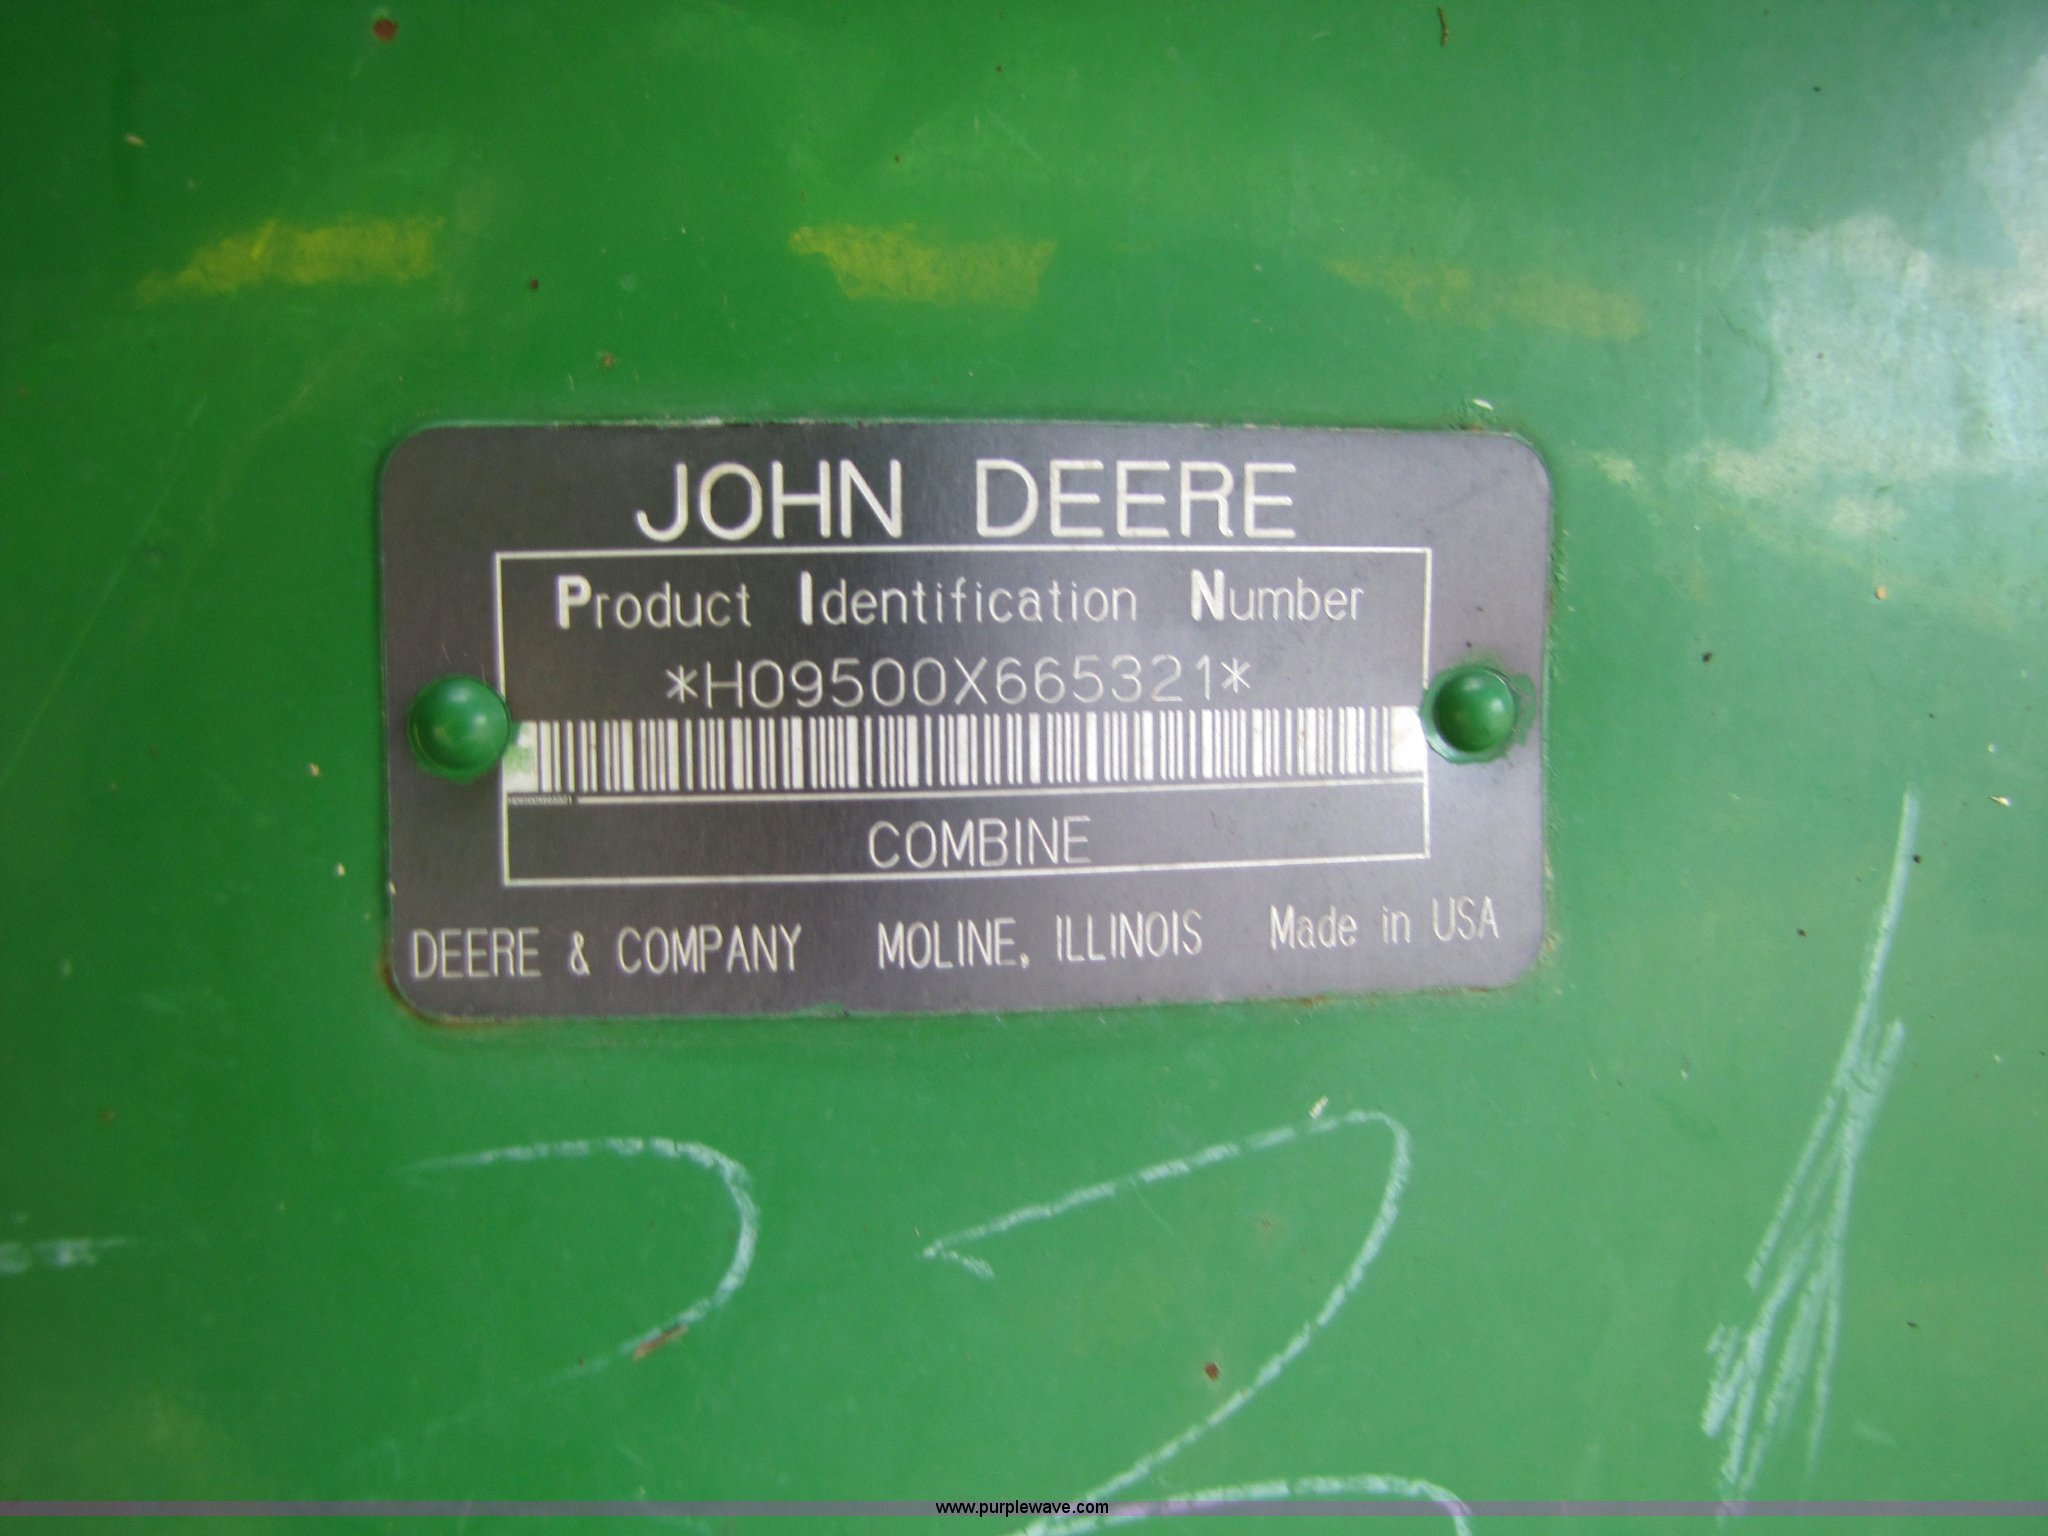 JOHN DEERE
Product Identification Number
*H09500X665321*
COMBINE
DEERE & COMPANY MOLINE, ILLINOIS Made in USA
www.purplewave.com